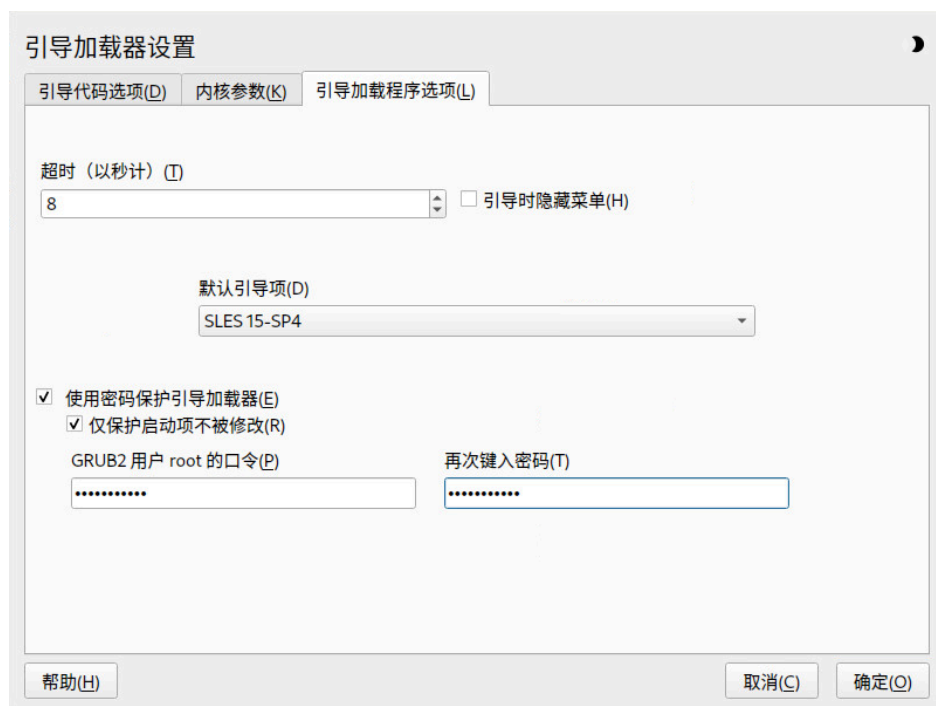 引导加载器设置
引导代码选项(D) 内核参数(K) 引导加载程序选项(L)
超时（以秒计）(T)
8 引导时隐藏菜单(H)
默认引导项(D)
SLES 15-SP4
使用密码保护引导加载器(E)
仅保护启动项不被修改(R)
GRUB2 用户 root 的口令(P) 再次键入密码(T)
••••••••••• •••••••••••
帮助(H) 取消(C) 确定(O)